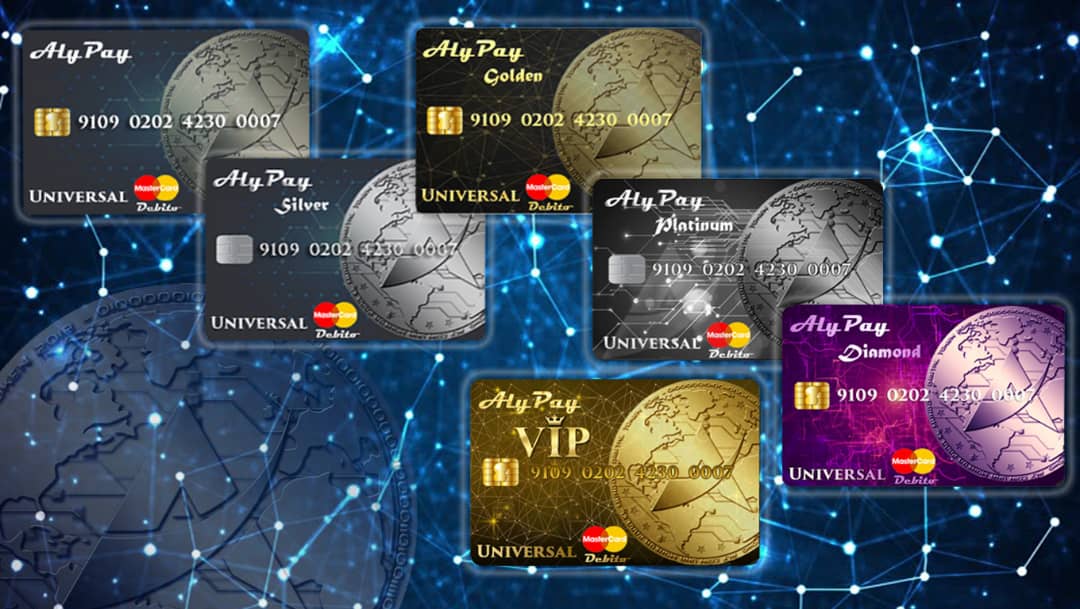 AlyPay
9109 0202 4230 0007
UNIVERSAL
MasterCard
Debito
AlyPay
Golden
9109 0202 4230 0007
UNIVERSAL
MasterCard
Debito
AlyPay
Silver
9109 0202 4230 0007
UNIVERSAL
MasterCard
Debito
AlyPay
Platinum
9109 0202 4230 0007
UNIVERSAL
MasterCard
Debito
AlyPay
Diamond
9109 0202 4230 0007
UNIVERSAL
MasterCard
Debito
AlyPay
VIP
9109 0202 4230 0007
UNIVERSAL
MasterCard
Debito